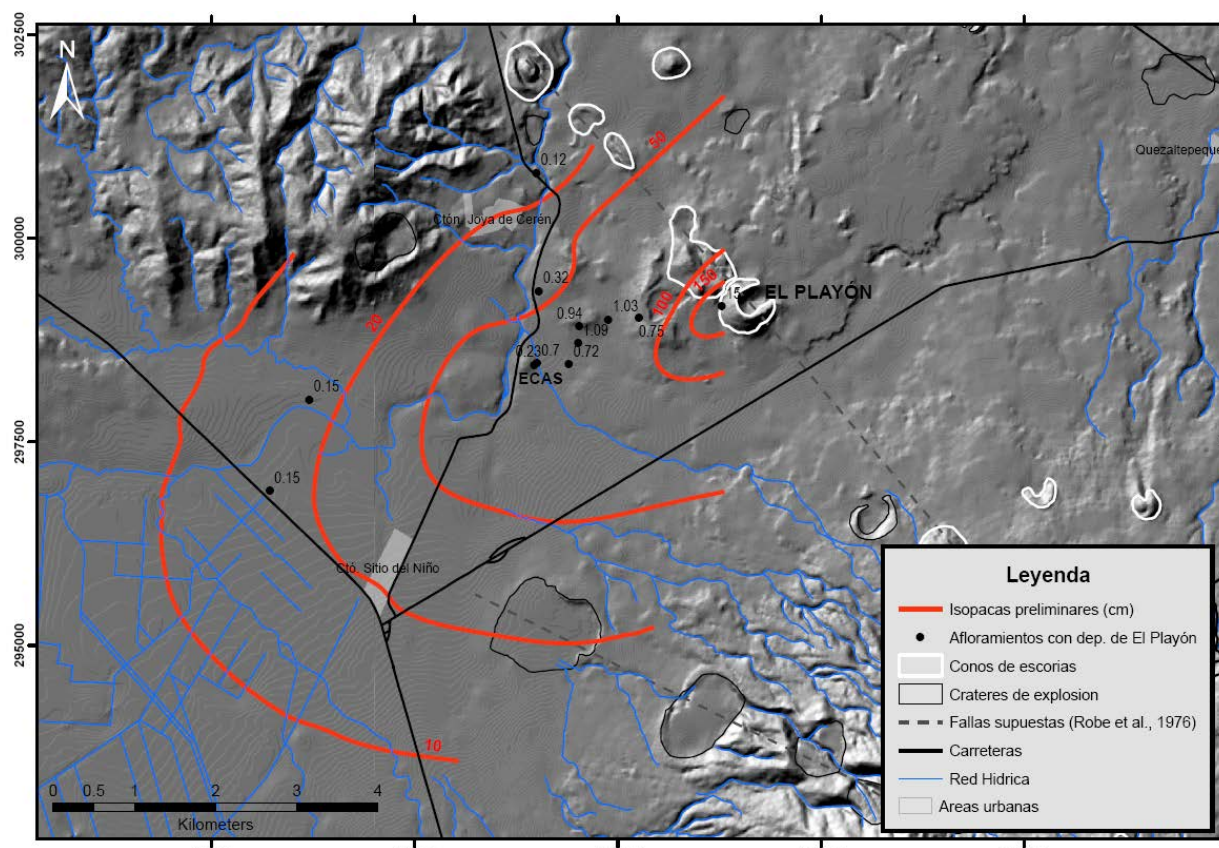 302500
N
50
0.12
Quezaltepeque
Ctón. Joya de Cerén
300000
0.32
20
100
150
15
EL PLAYÓN
0.94
1.03
0.75
1.09
0.23
0.7
0.72
ECAS
0.15
297500
0.15
Ctó. Sitio del Niño
295000
10
0 0.5 1 2 3 4
Kilometers
Leyenda
Isopacas preliminares (cm)
Afloramientos con dep. de El Playón
Conos de escorias
Crateres de explosion
Fallas supuestas (Robe et al., 1976)
Carreteras
Red Hidrica
Areas urbanas